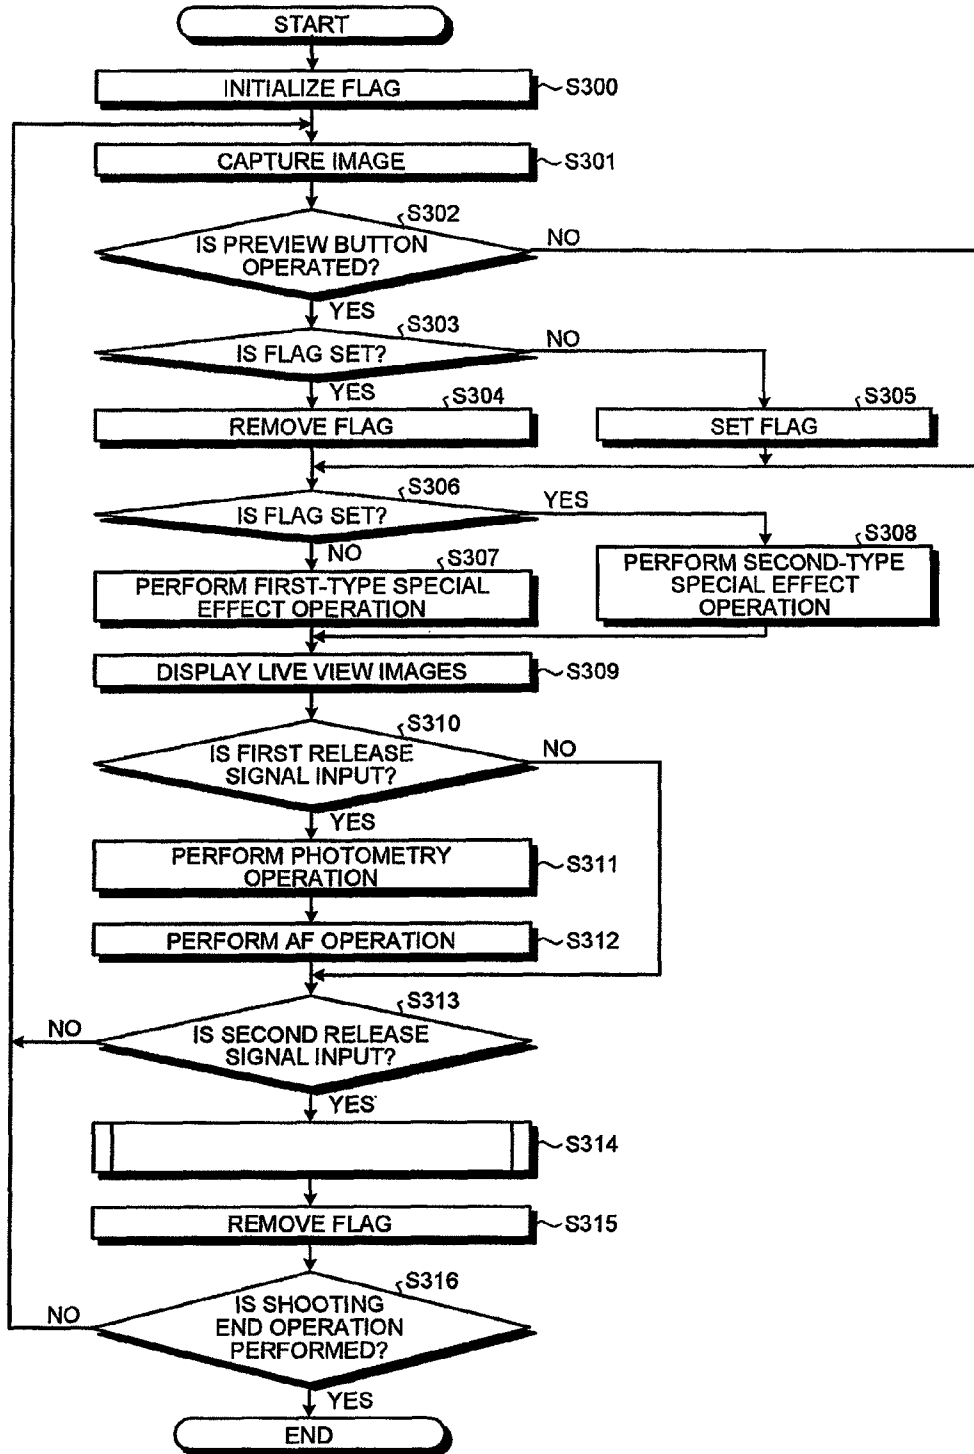 START
INITIALIZE FLAG
S300
CAPTURE IMAGE
S301
S302
IS PREVIEW BUTTON
OPERATED?
NO
YES
S303
IS FLAG SET?
NO
YES
S304
REMOVE FLAG
S305
SET FLAG
S306
IS FLAG SET?
YES
NO
S307
PERFORM FIRST-TYPE SPECIAL
EFFECT OPERATION
S308
PERFORM SECOND-TYPE
SPECIAL EFFECT
OPERATION
DISPLAY LIVE VIEW IMAGES
S309
S310
IS FIRST RELEASE
SIGNAL INPUT?
NO
YES
PERFORM PHOTOMETRY
OPERATION
S311
PERFORM AF OPERATION
S312
S313
IS SECOND RELEASE
SIGNAL INPUT?
NO
YES
S314
REMOVE FLAG
S315
S316
IS SHOOTING
END OPERATION
PERFORMED?
NO
YES
END